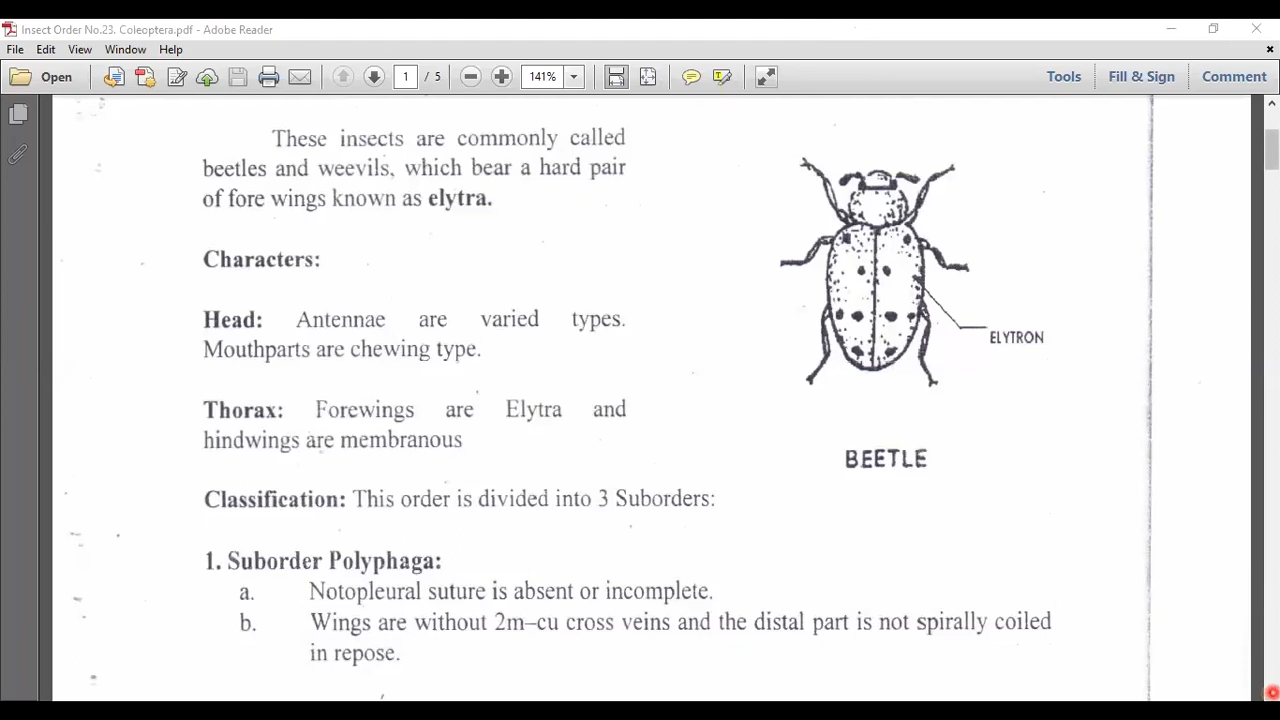 Insect Order No.23. Coleoptera.pdf - Adobe Reader
File Edit View Window Help
Open 1 / 5 141% Tools Fill & Sign Comment
These insects are commonly called
beetles and weevils, which bear a hard pair
of fore wings known as elytra.
Characters:
Head: Antennae are varied types.
Mouthparts are chewing type.
ELYTRON
Thorax: Forewings are Elytra and
hindwings are membranous
BEETLE
Classification: This order is divided into 3 Suborders:
1. Suborder Polyphaga:
a. Notopleural suture is absent or incomplete.
b. Wings are without 2m–cu cross veins and the distal part is not spirally coiled
in repose.